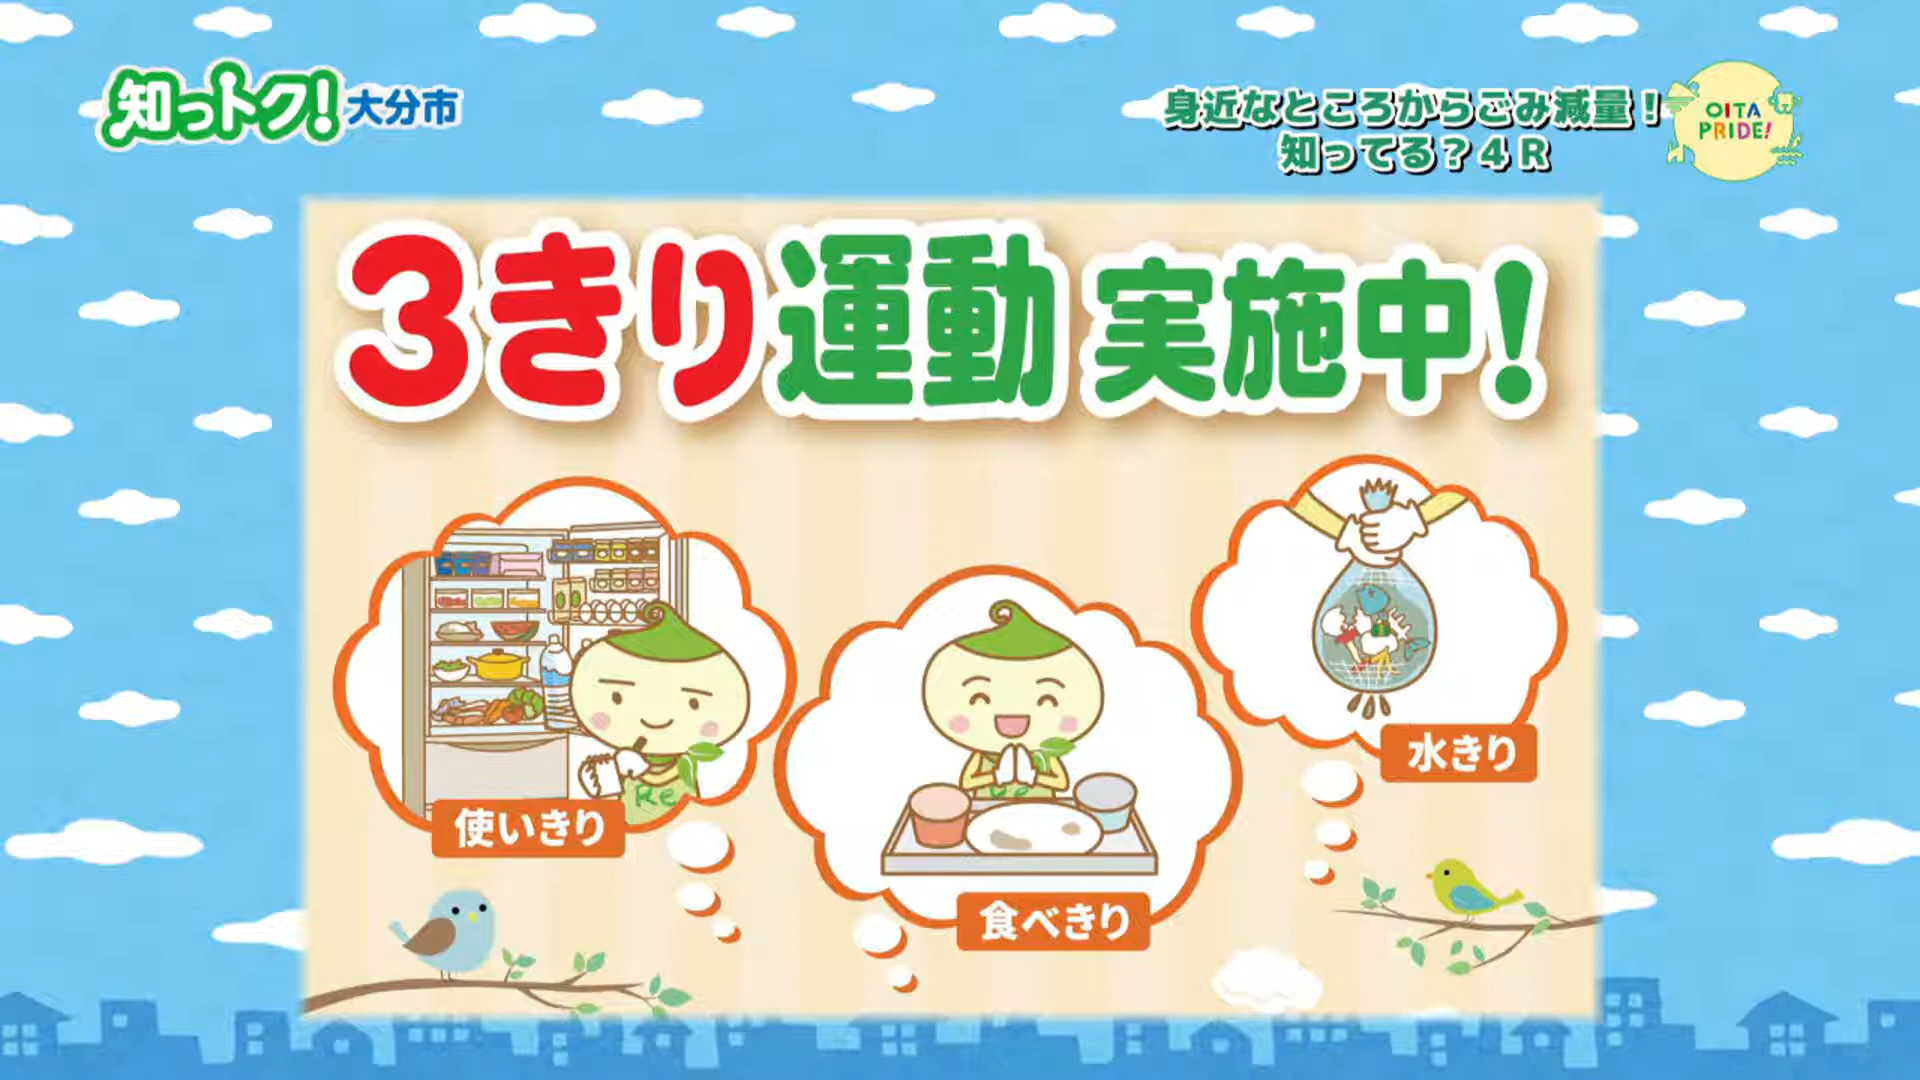 知っトク!大分市
身近なところからごみ減量!
知ってる?4R
OITA
PRIDE!
3きり運動 実施中!
使いきり
食べきり
水きり
Re